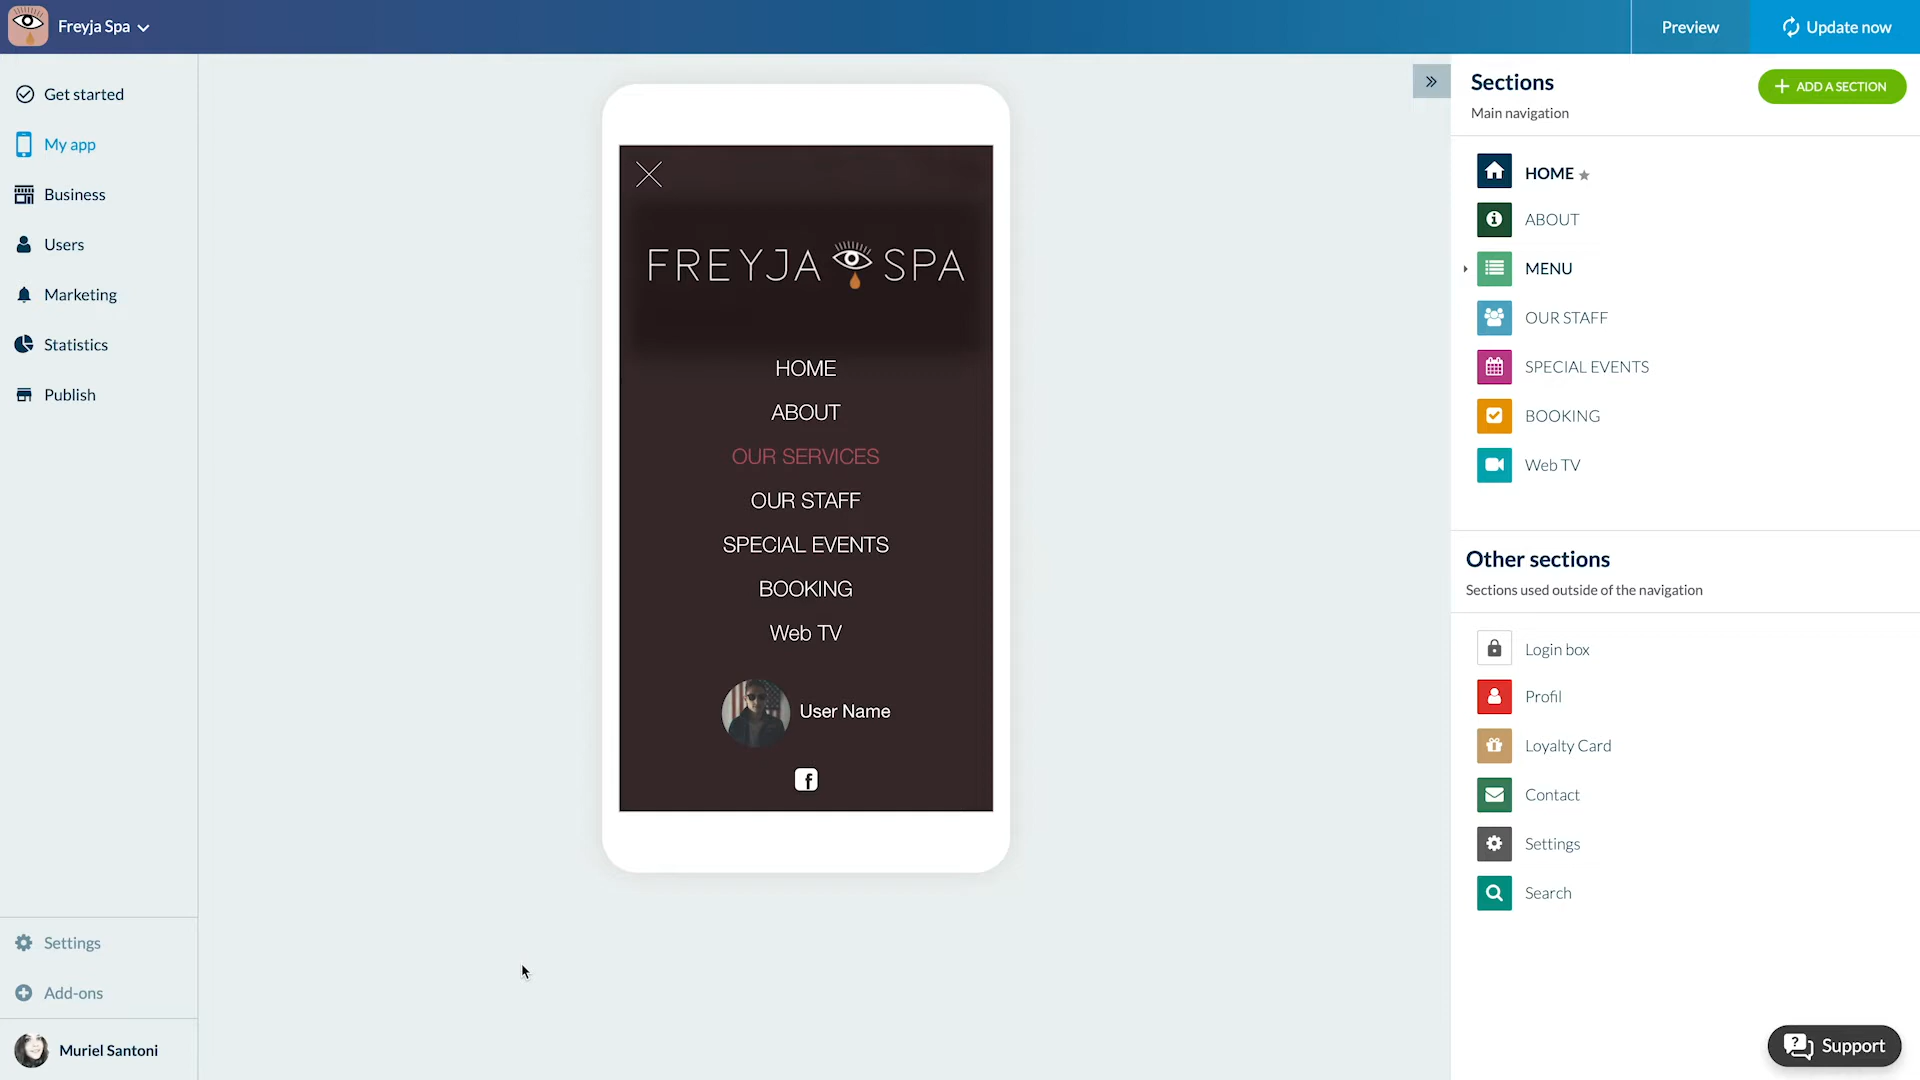 Freyja Spa
Preview
Update now
Get started
My app
Business
Users
Marketing
Statistics
Publish
Settings
Add-ons
Muriel Santoni
FREYJA SPA
HOME
ABOUT
OUR SERVICES
OUR STAFF
SPECIAL EVENTS
BOOKING
Web TV
User Name
Sections
Main navigation
ADD A SECTION
HOME
ABOUT
MENU
OUR STAFF
SPECIAL EVENTS
BOOKING
Web TV
Other sections
Sections used outside of the navigation
Login box
Profil
Loyalty Card
Contact
Settings
Search
Support